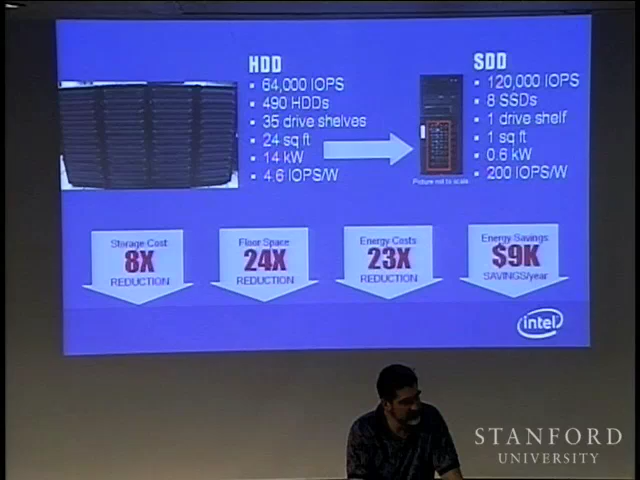 HDD
▪ 64,000 IOPS
▪ 490 HDDs
▪ 35 drive shelves
▪ 24 sq ft
▪ 14 kW
▪ 4.6 IOPS/W
SDD
▪ 120,000 IOPS
▪ 8 SSDs
▪ 1 drive shelf
▪ 1 sq ft
▪ 0.6 kW
▪ 200 IOPS/W
Picture not to scale
Storage Cost
8X
REDUCTION
Floor Space
24X
REDUCTION
Energy Costs
23X
REDUCTION
Energy Savings
$9K
SAVINGS/year
intel
STANFORD
UNIVERSITY